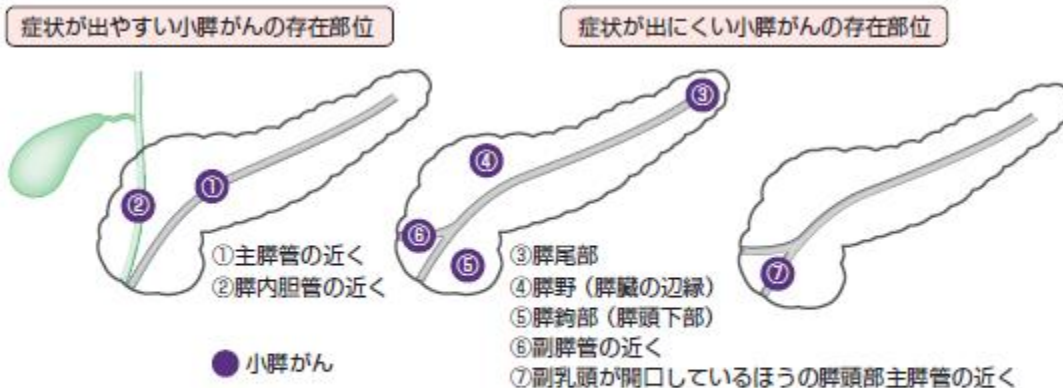 症状が出やすい小膵がんの存在部位
症状が出にくい小膵がんの存在部位
①
②
①主膵管の近く
②膵内胆管の近く
小膵がん
③
④
⑥
⑤
③膵尾部
④膵野（膵臓の辺縁）
⑤膵鉤部（膵頭下部）
⑥副膵管の近く
⑦副乳頭が開口しているほうの膵頭部主膵管の近く
⑦